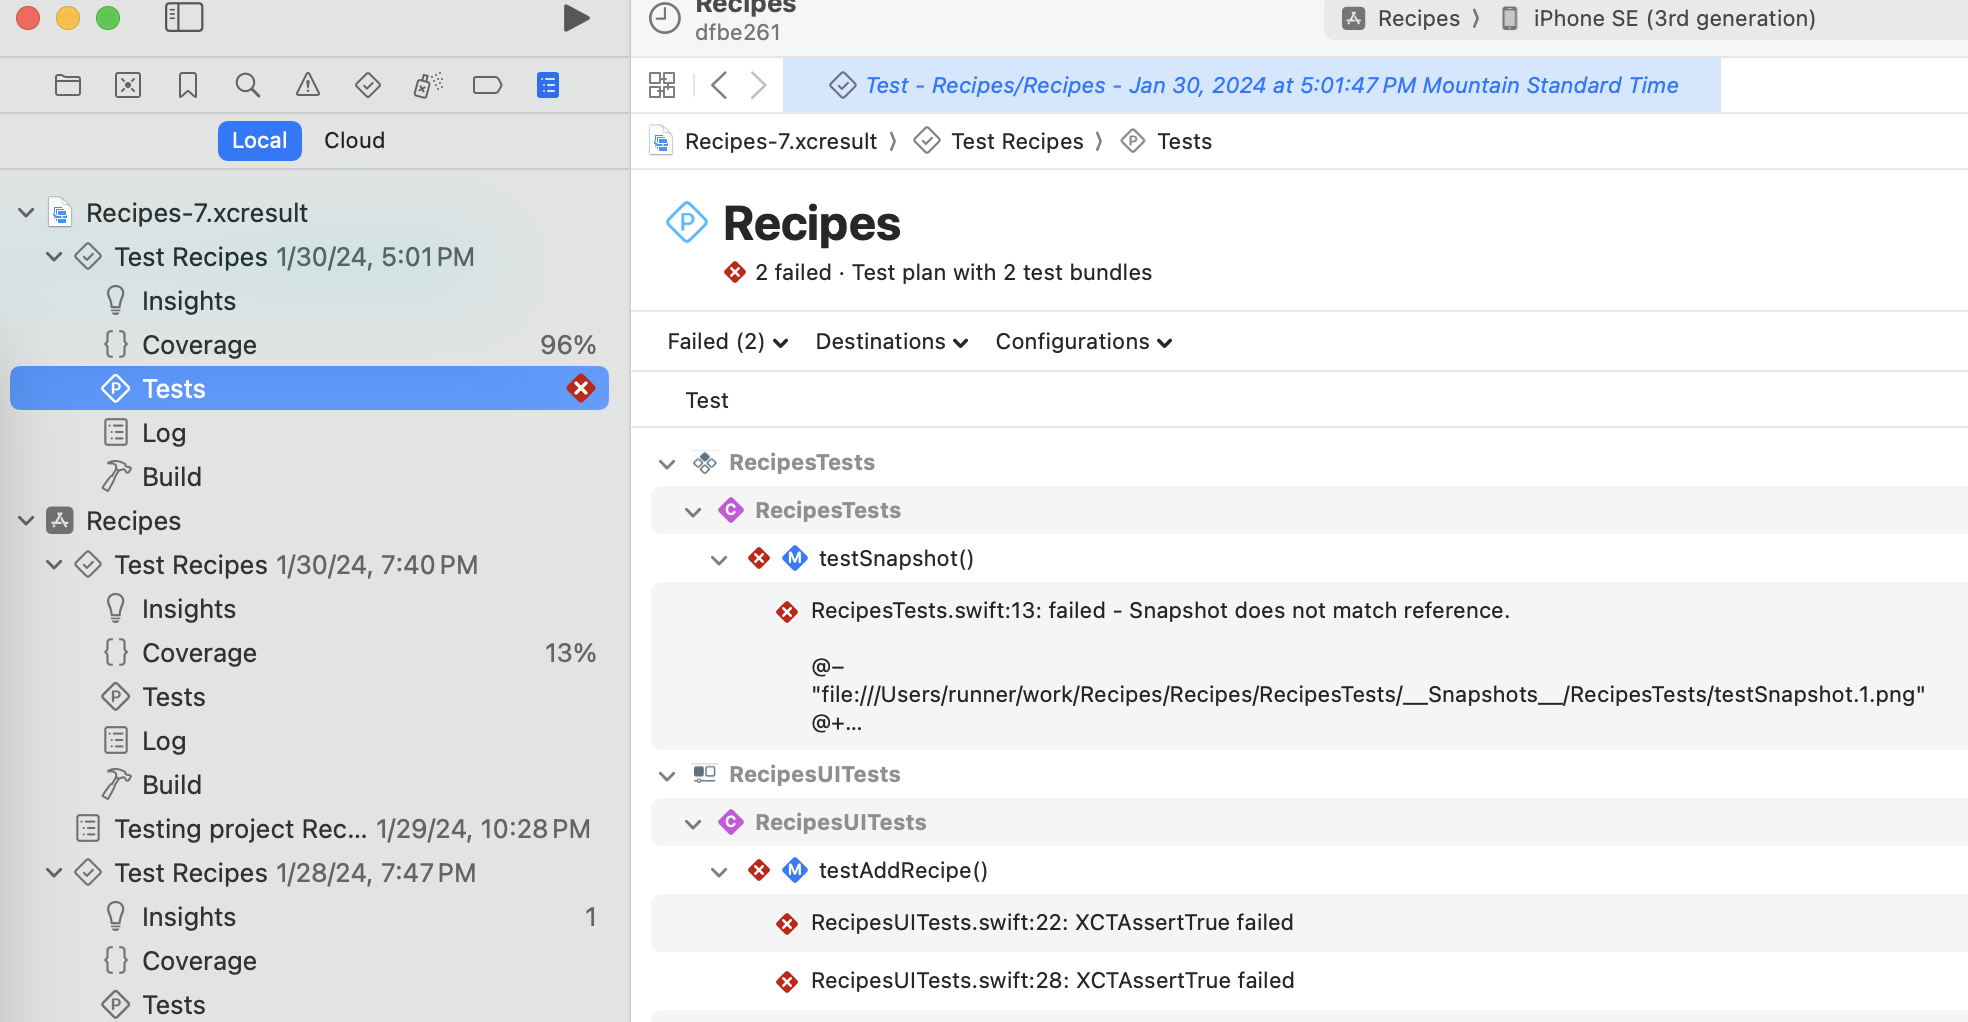 Recipes
dfbe261
Recipes
iPhone SE (3rd generation)
Test - Recipes/Recipes - Jan 30, 2024 at 5:01:47 PM Mountain Standard Time
Local
Cloud
Recipes-7.xcresult
Test Recipes 1/30/24, 5:01 PM
Insights
Coverage 96%
Tests
Log
Build
Recipes
Test Recipes 1/30/24, 7:40 PM
Insights
Coverage 13%
Tests
Log
Build
Testing project Rec... 1/29/24, 10:28 PM
Test Recipes 1/28/24, 7:47 PM
Insights 1
Coverage
Tests
Recipes-7.xcresult ⟩ Test Recipes ⟩ Tests
Recipes
2 failed · Test plan with 2 test bundles
Failed (2) Destinations Configurations
Test
RecipesTests
C RecipesTests
M testSnapshot()
RecipesTests.swift:13: failed - Snapshot does not match reference.
@−
"file:///Users/runner/work/Recipes/Recipes/RecipesTests/__Snapshots__/RecipesTests/testSnapshot.1.png"
@+...
RecipesUITests
C RecipesUITests
M testAddRecipe()
RecipesUITests.swift:22: XCTAssertTrue failed
RecipesUITests.swift:28: XCTAssertTrue failed